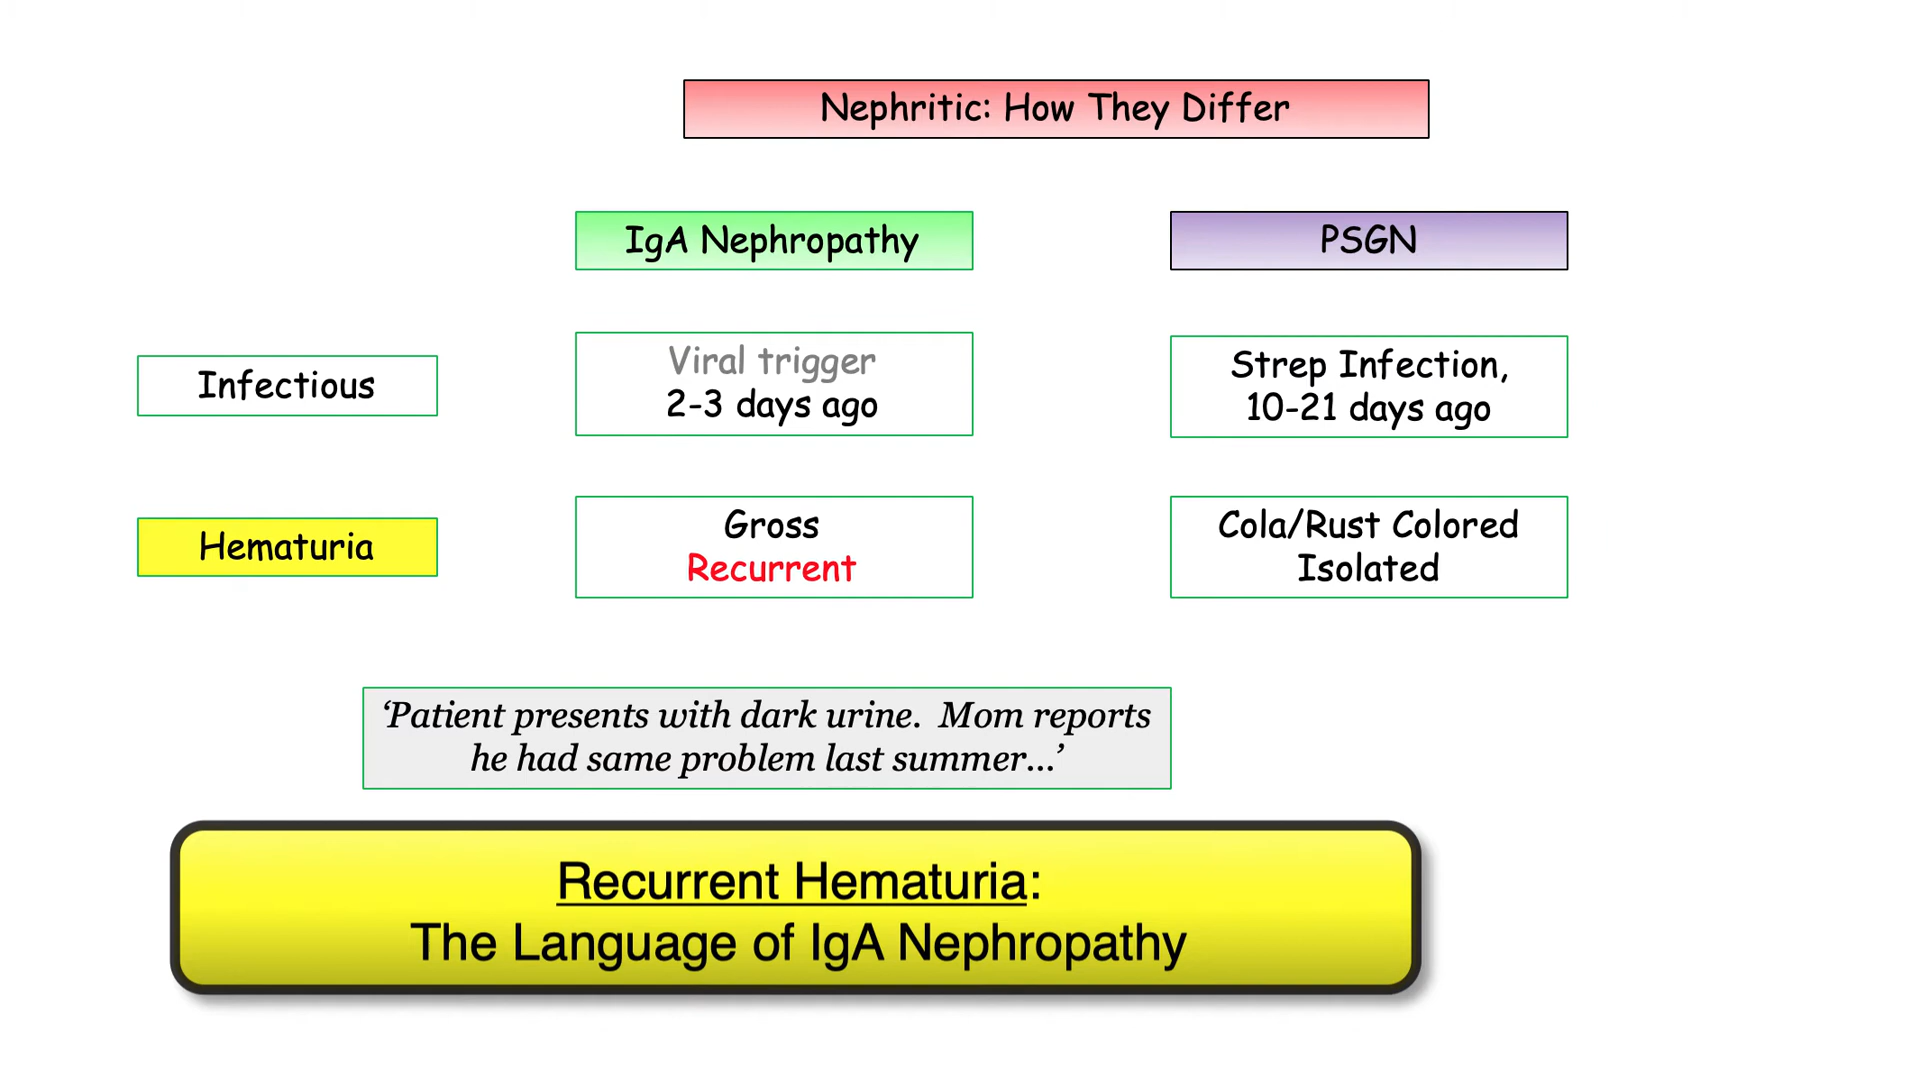 Nephritic: How They Differ
IgA Nephropathy
PSGN
Infectious
Viral trigger
2-3 days ago
Strep Infection,
10-21 days ago
Hematuria
Gross
Recurrent
Cola/Rust Colored
Isolated
‘Patient presents with dark urine.  Mom reports
he had same problem last summer…’
Recurrent Hematuria:
The Language of IgA Nephropathy